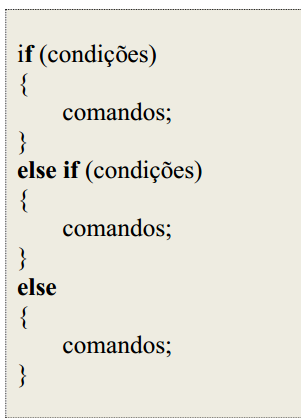 if (condições)
{
comandos;
}
else if (condições)
{
comandos;
}
else
{
comandos;
}